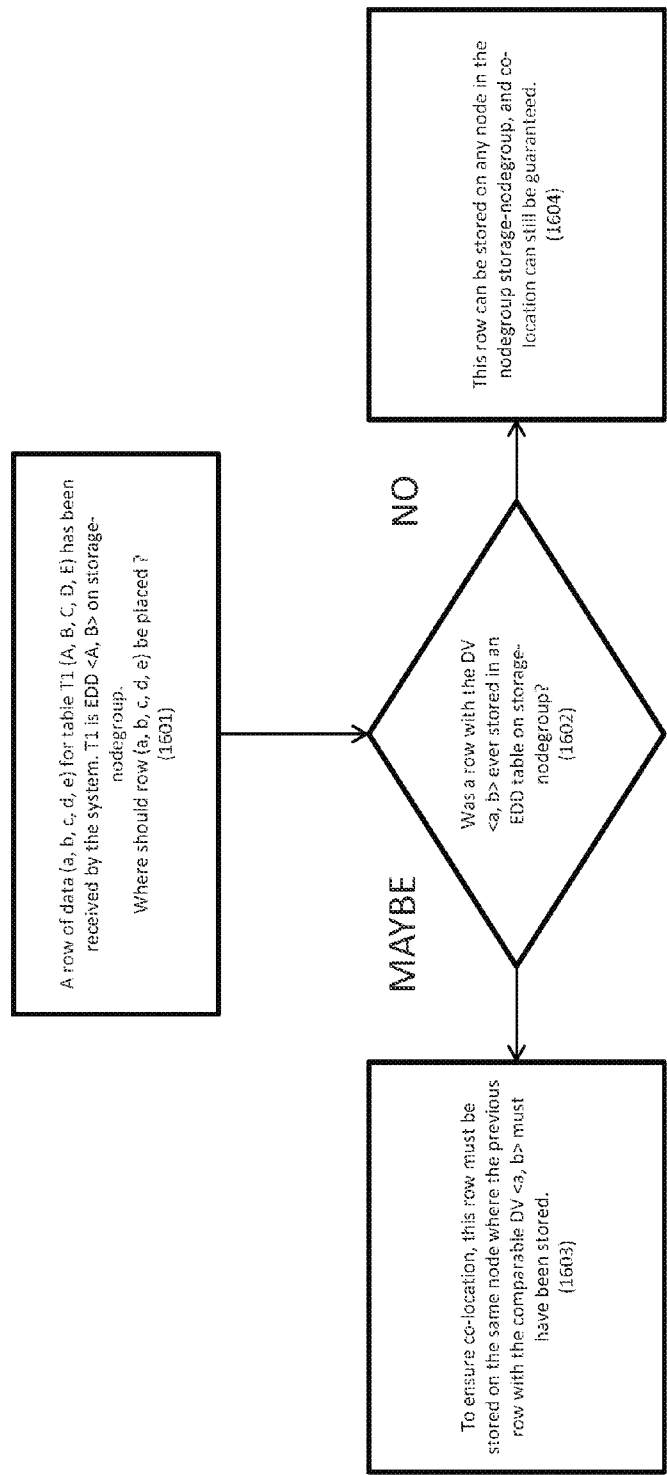 A row of data (a, b, c, d, e) for table T1 (A, B, C, D, E) has been
received by the system. T1 is EDD <A, B> on storage-
nodegroup.
Where should row (a, b, c, d, e) be placed ?
(1601)
Was a row with the DV
<a, b> ever stored in an
EDD table on storage-
nodegroup?
(1602)
MAYBE
NO
To ensure co-location, this row must be
stored on the same node where the previous
row with the comparable DV <a, b> must
have been stored.
(1603)
This row can be stored on any node in the
nodegroup storage-nodegroup, and co-
location can still be guaranteed.
(1604)